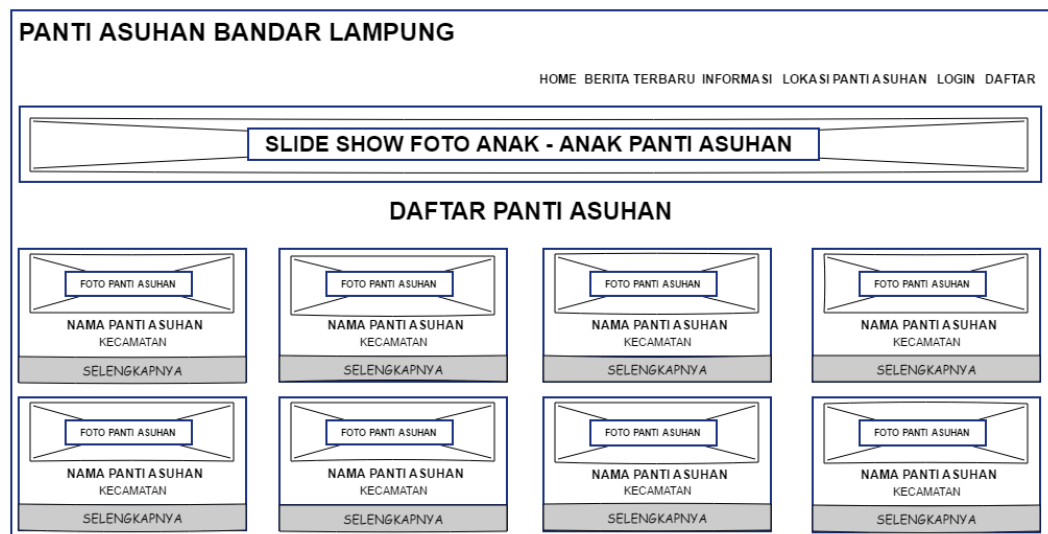 PANTI ASUHAN BANDAR LAMPUNG
HOME BERITA TERBARU INFORMASI LOKASI PANTI ASUHAN LOGIN DAFTAR
SLIDE SHOW FOTO ANAK - ANAK PANTI ASUHAN
DAFTAR PANTI ASUHAN
FOTO PANTI ASUHAN FOTO PANTI ASUHAN FOTO PANTI ASUHAN FOTO PANTI ASUHAN
NAMA PANTI ASUHAN NAMA PANTI ASUHAN NAMA PANTI ASUHAN NAMA PANTI ASUHAN
KECAMATAN KECAMATAN KECAMATAN KECAMATAN
SELENGKAPNYA SELENGKAPNYA SELENGKAPNYA SELENGKAPNYA
FOTO PANTI ASUHAN FOTO PANTI ASUHAN FOTO PANTI ASUHAN FOTO PANTI ASUHAN
NAMA PANTI ASUHAN NAMA PANTI ASUHAN NAMA PANTI ASUHAN NAMA PANTI ASUHAN
KECAMATAN KECAMATAN KECAMATAN KECAMATAN
SELENGKAPNYA SELENGKAPNYA SELENGKAPNYA SELENGKAPNYA